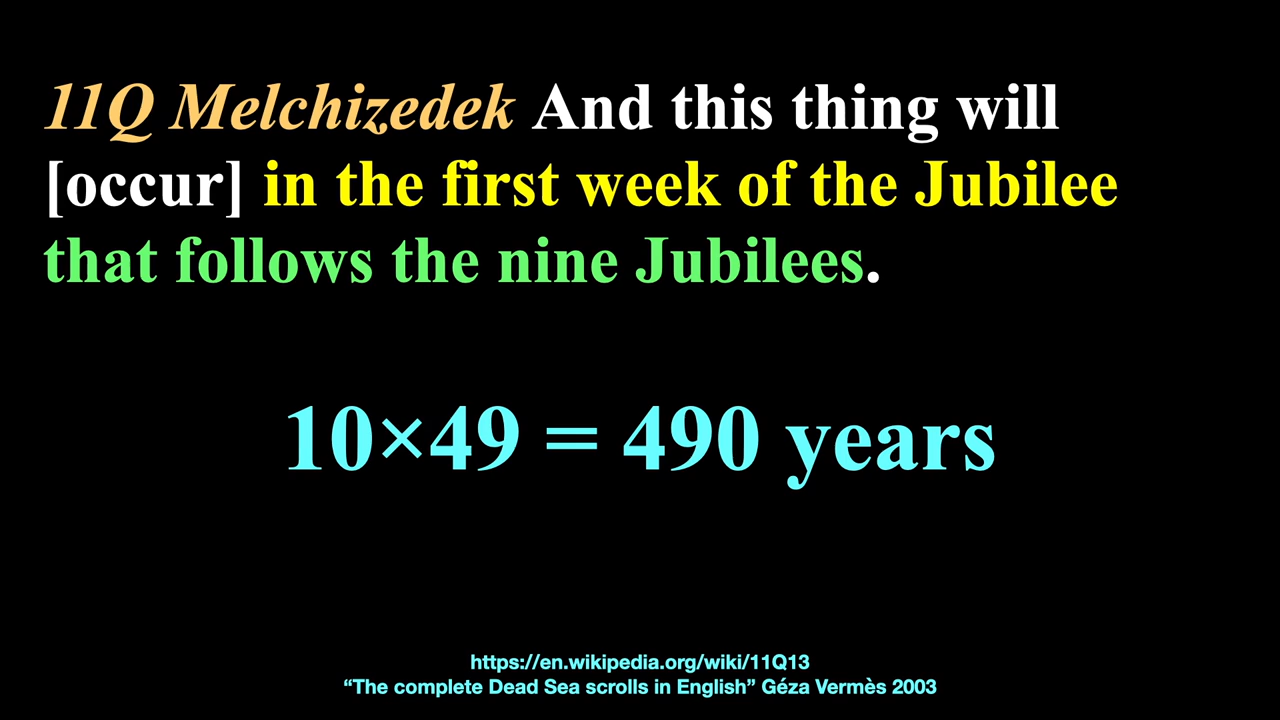 11Q Melchizedek And this thing will
[occur] in the first week of the Jubilee
that follows the nine Jubilees.
10×49 = 490 years
https://en.wikipedia.org/wiki/11Q13
“The complete Dead Sea scrolls in English” Géza Vermès 2003